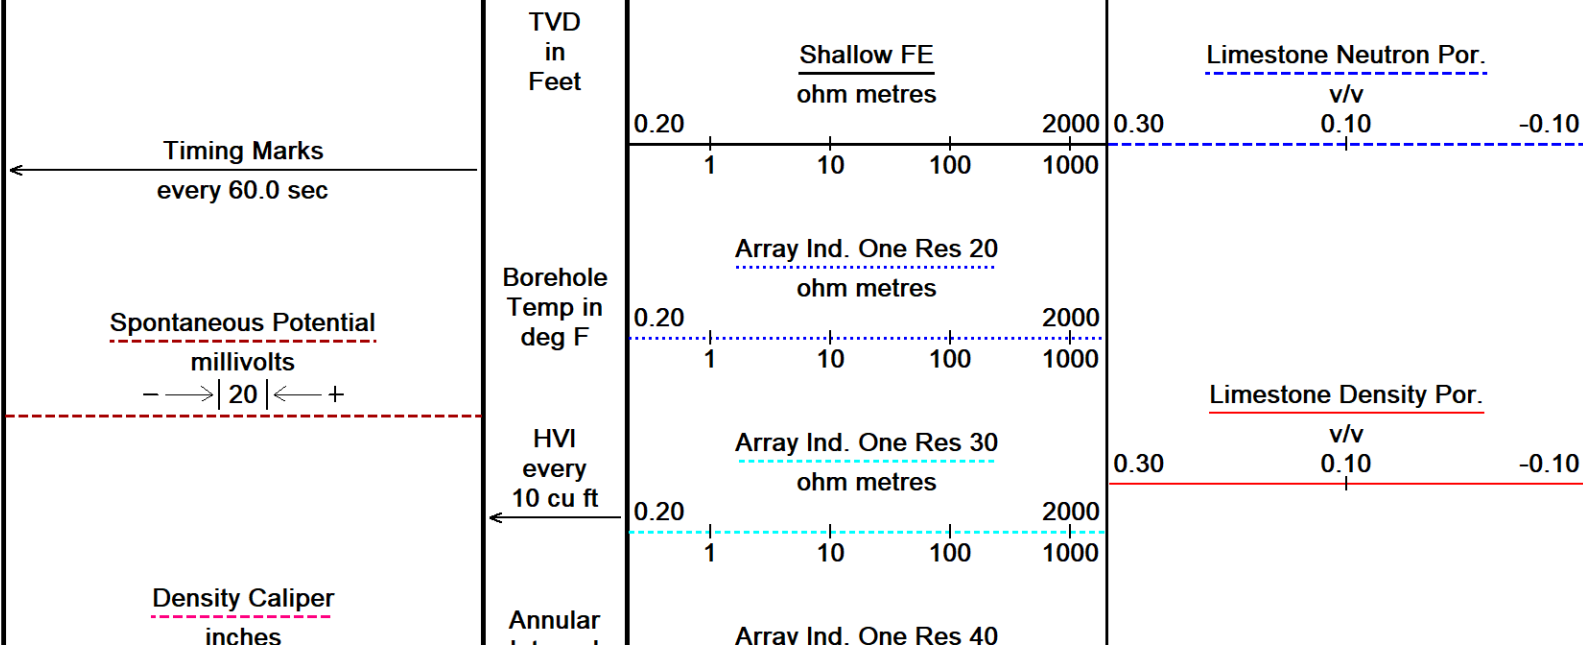 Timing Marks
every 60.0 sec
Spontaneous Potential
millivolts
− 20 +
Density Caliper
inches
TVD
in
Feet
Borehole
Temp in
deg F
HVI
every
10 cu ft
Annular
Shallow FE
ohm metres
0.20 2000
1 10 100 1000
Array Ind. One Res 20
ohm metres
0.20 2000
1 10 100 1000
Array Ind. One Res 30
ohm metres
0.20 2000
1 10 100 1000
Array Ind. One Res 40
Limestone Neutron Por.
v/v
0.30 0.10 -0.10
Limestone Density Por.
v/v
0.30 0.10 -0.10